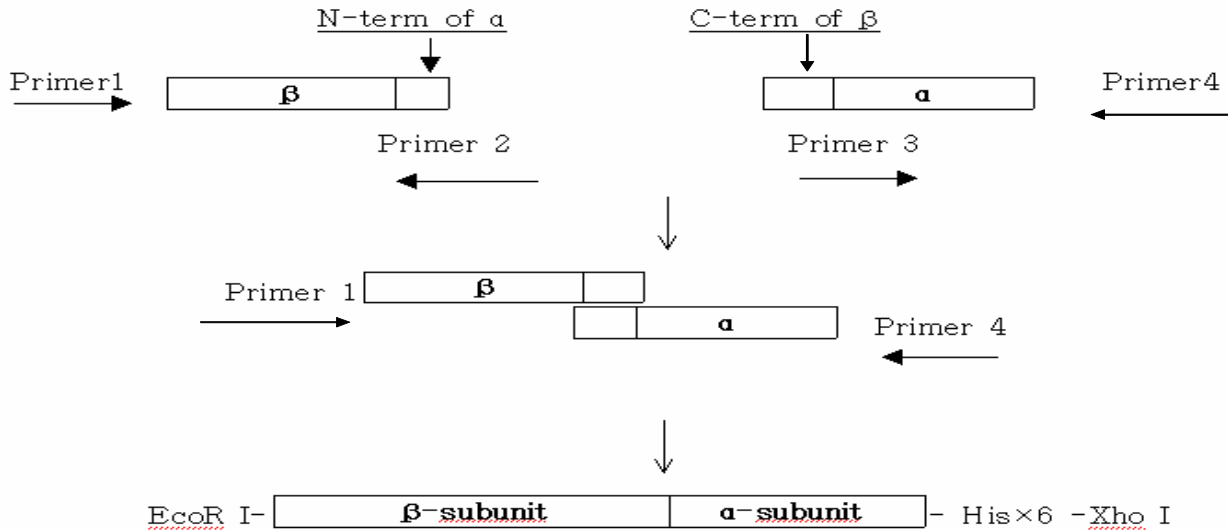 N-term of α
C-term of β
Primer1
β
α
Primer4
Primer 2
Primer 3
Primer 1
β
α
Primer 4
EcoR I- β-subunit α-subunit - His×6 -Xho I